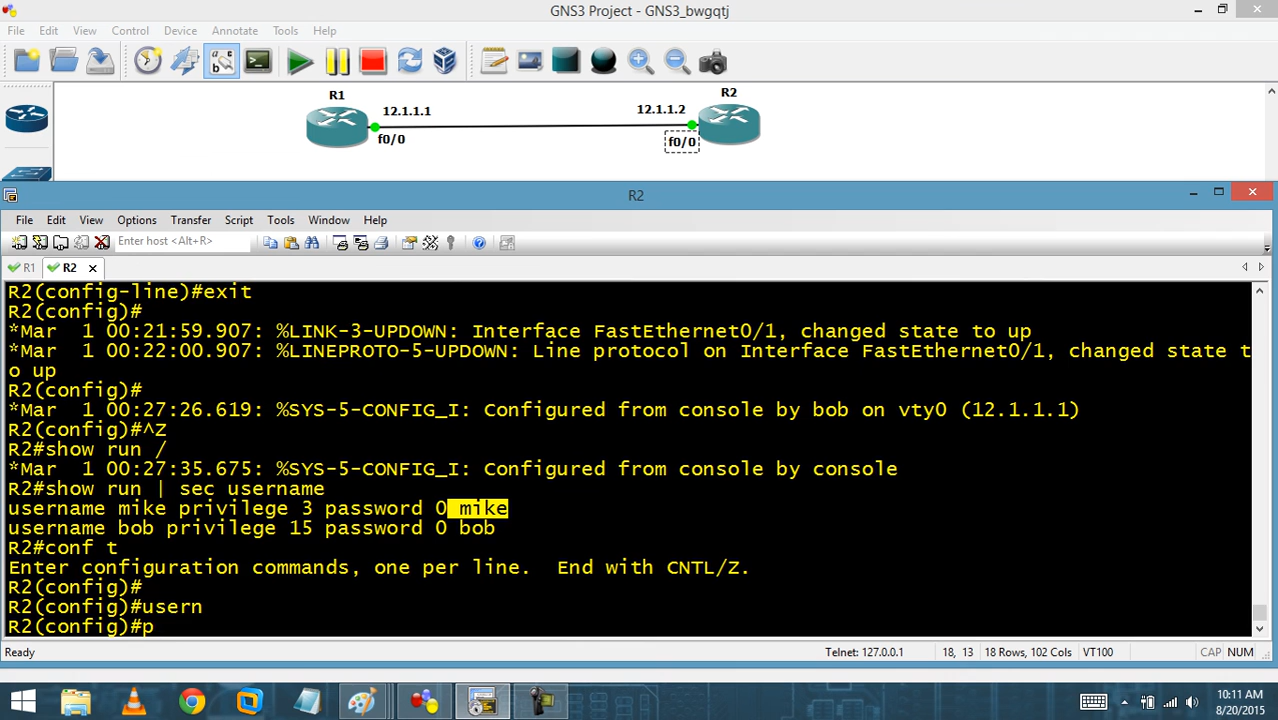 GNS3 Project - GNS3_bwgqtj
File Edit View Control Device Annotate Tools Help
R1
R2
12.1.1.1
12.1.1.2
f0/0
f0/0
R2
File Edit View Options Transfer Script Tools Window Help
Enter host <Alt+R>
R1
R2
R2(config-line)#exit
R2(config)#
*Mar  1 00:21:59.907: %LINK-3-UPDOWN: Interface FastEthernet0/1, changed state to up
*Mar  1 00:22:00.907: %LINEPROTO-5-UPDOWN: Line protocol on Interface FastEthernet0/1, changed state t
o up
R2(config)#
*Mar  1 00:27:26.619: %SYS-5-CONFIG_I: Configured from console by bob on vty0 (12.1.1.1)
R2(config)#^Z
R2#show run /
*Mar  1 00:27:35.675: %SYS-5-CONFIG_I: Configured from console by console
R2#show run | sec username
username mike privilege 3 password 0 mike
username bob privilege 15 password 0 bob
R2#conf t
Enter configuration commands, one per line.  End with CNTL/Z.
R2(config)#
R2(config)#usern
R2(config)#p
Ready
Telnet: 127.0.0.1
18, 13
18 Rows, 102 Cols
VT100
CAP NUM
10:11 AM
8/20/2015